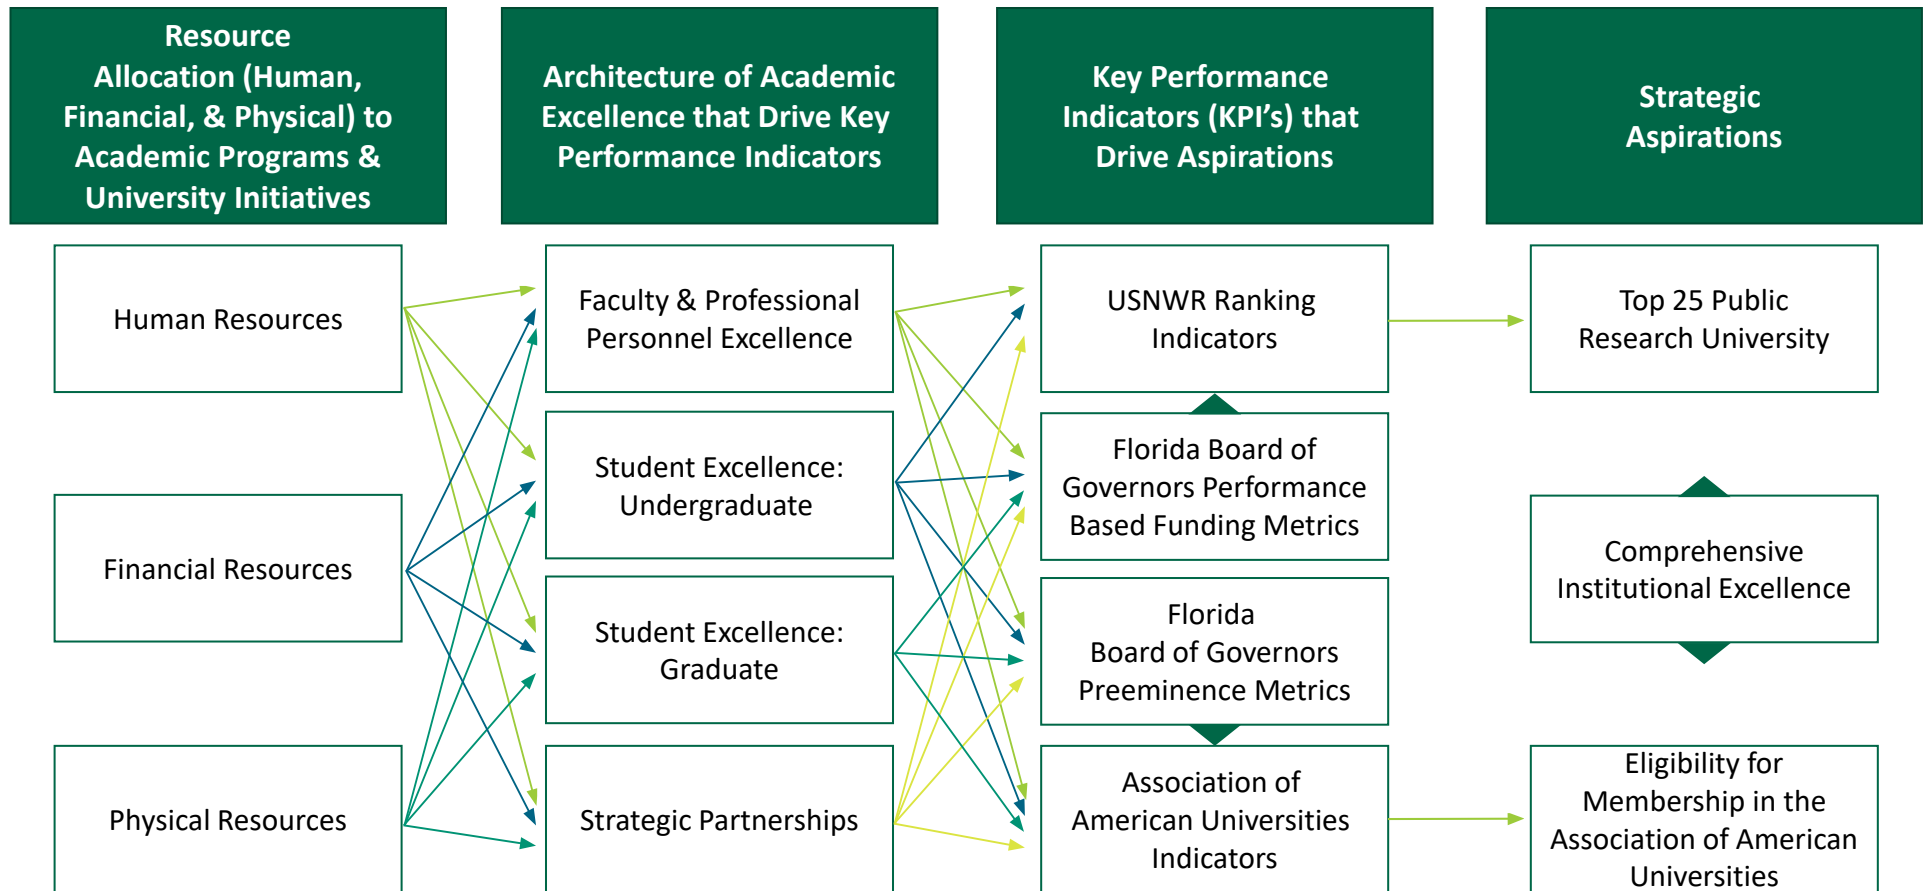 Resource
Allocation (Human,
Financial, & Physical) to
Academic Programs &
University Initiatives
Architecture of Academic
Excellence that Drive Key
Performance Indicators
Key Performance
Indicators (KPI's) that
Drive Aspirations
Strategic
Aspirations
Human Resources
Financial Resources
Physical Resources
Faculty & Professional
Personnel Excellence
Student Excellence:
Undergraduate
Student Excellence:
Graduate
Strategic Partnerships
USNWR Ranking
Indicators
Florida Board of
Governors Performance
Based Funding Metrics
Florida
Board of Governors
Preeminence Metrics
Association of
American Universities
Indicators
Top 25 Public
Research University
Comprehensive
Institutional Excellence
Eligibility for
Membership in the
Association of American
Universities